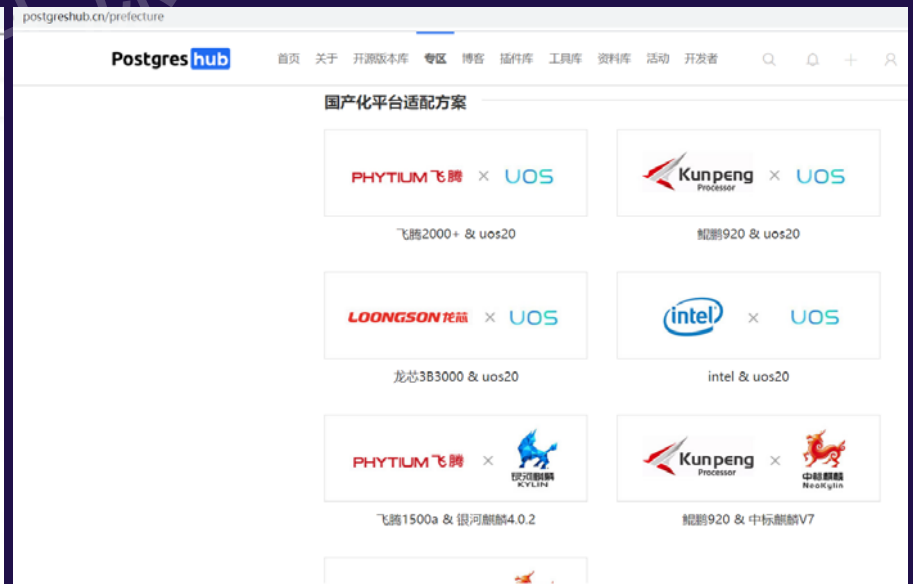 postgreshub.cn/prefecture
Postgres hub 首页 关于 开源版本库 专区 博客 插件库 工具库 资料库 活动 开发者
国产化平台适配方案
PHYTIUM飞腾 × UOS
Kunpeng Processor × UOS
飞腾2000+ & uos20
鲲鹏920 & uos20
LOONGSON龙芯 × UOS
intel × UOS
龙芯3B3000 & uos20
intel & uos20
PHYTIUM飞腾 × 银河麒麟 KYLIN
Kunpeng Processor × 中标麒麟 NeoKylin
飞腾1500a & 银河麒麟4.0.2
鲲鹏920 & 中标麒麟V7